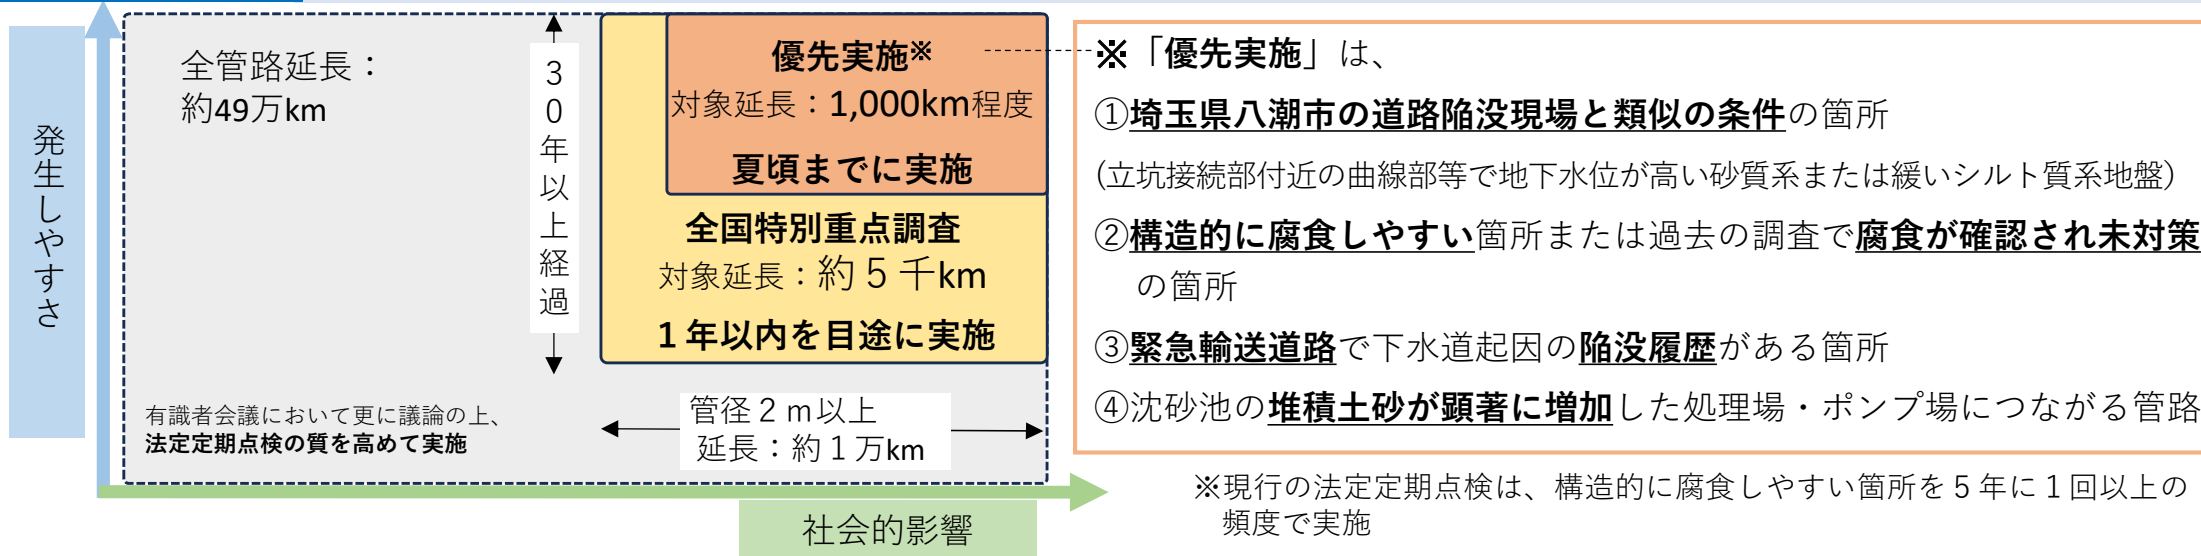 発生しやすさ
全管路延長：
約49万km
30年以上経過
優先実施※
対象延長：1,000km程度
夏頃までに実施
全国特別重点調査
対象延長：約５千km
１年以内を目途に実施
有識者会議において更に議論の上、
法定定期点検の質を高めて実施
管径２ｍ以上
延長：約１万km
社会的影響
※「優先実施」は、
①埼玉県八潮市の道路陥没現場と類似の条件の箇所
(立坑接続部付近の曲線部等で地下水位が高い砂質系または緩いシルト質系地盤)
②構造的に腐食しやすい箇所または過去の調査で腐食が確認され未対策
の箇所
③緊急輸送道路で下水道起因の陥没履歴がある箇所
④沈砂池の堆積土砂が顕著に増加した処理場・ポンプ場につながる管路
※現行の法定定期点検は、構造的に腐食しやすい箇所を５年に１回以上の
頻度で実施